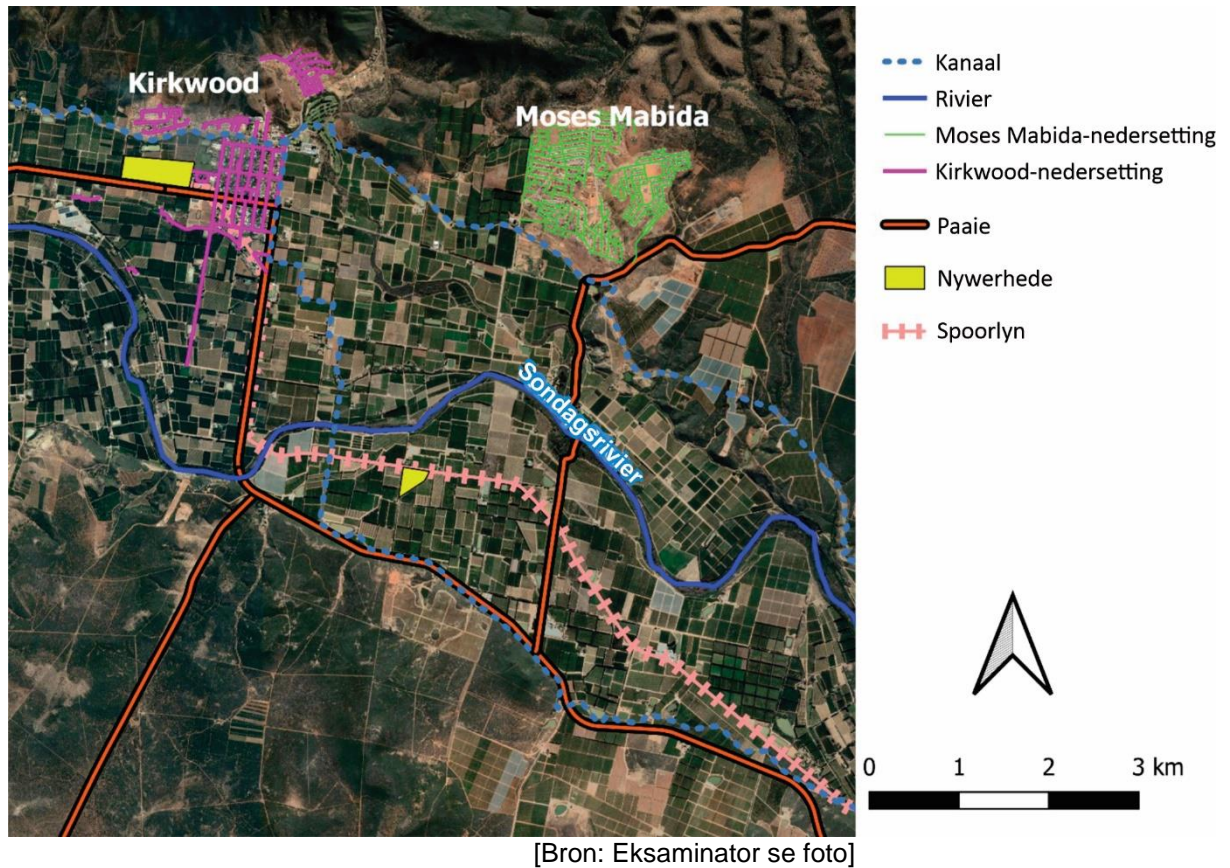 Kirkwood
Moses Mabida
Sondagsrivier
Kanaal
Rivier
Moses Mabida-nedersetting
Kirkwood-nedersetting
Paaie
Nywerhede
Spoorlyn
0 1 2 3 km
[Bron: Eksaminator se foto]